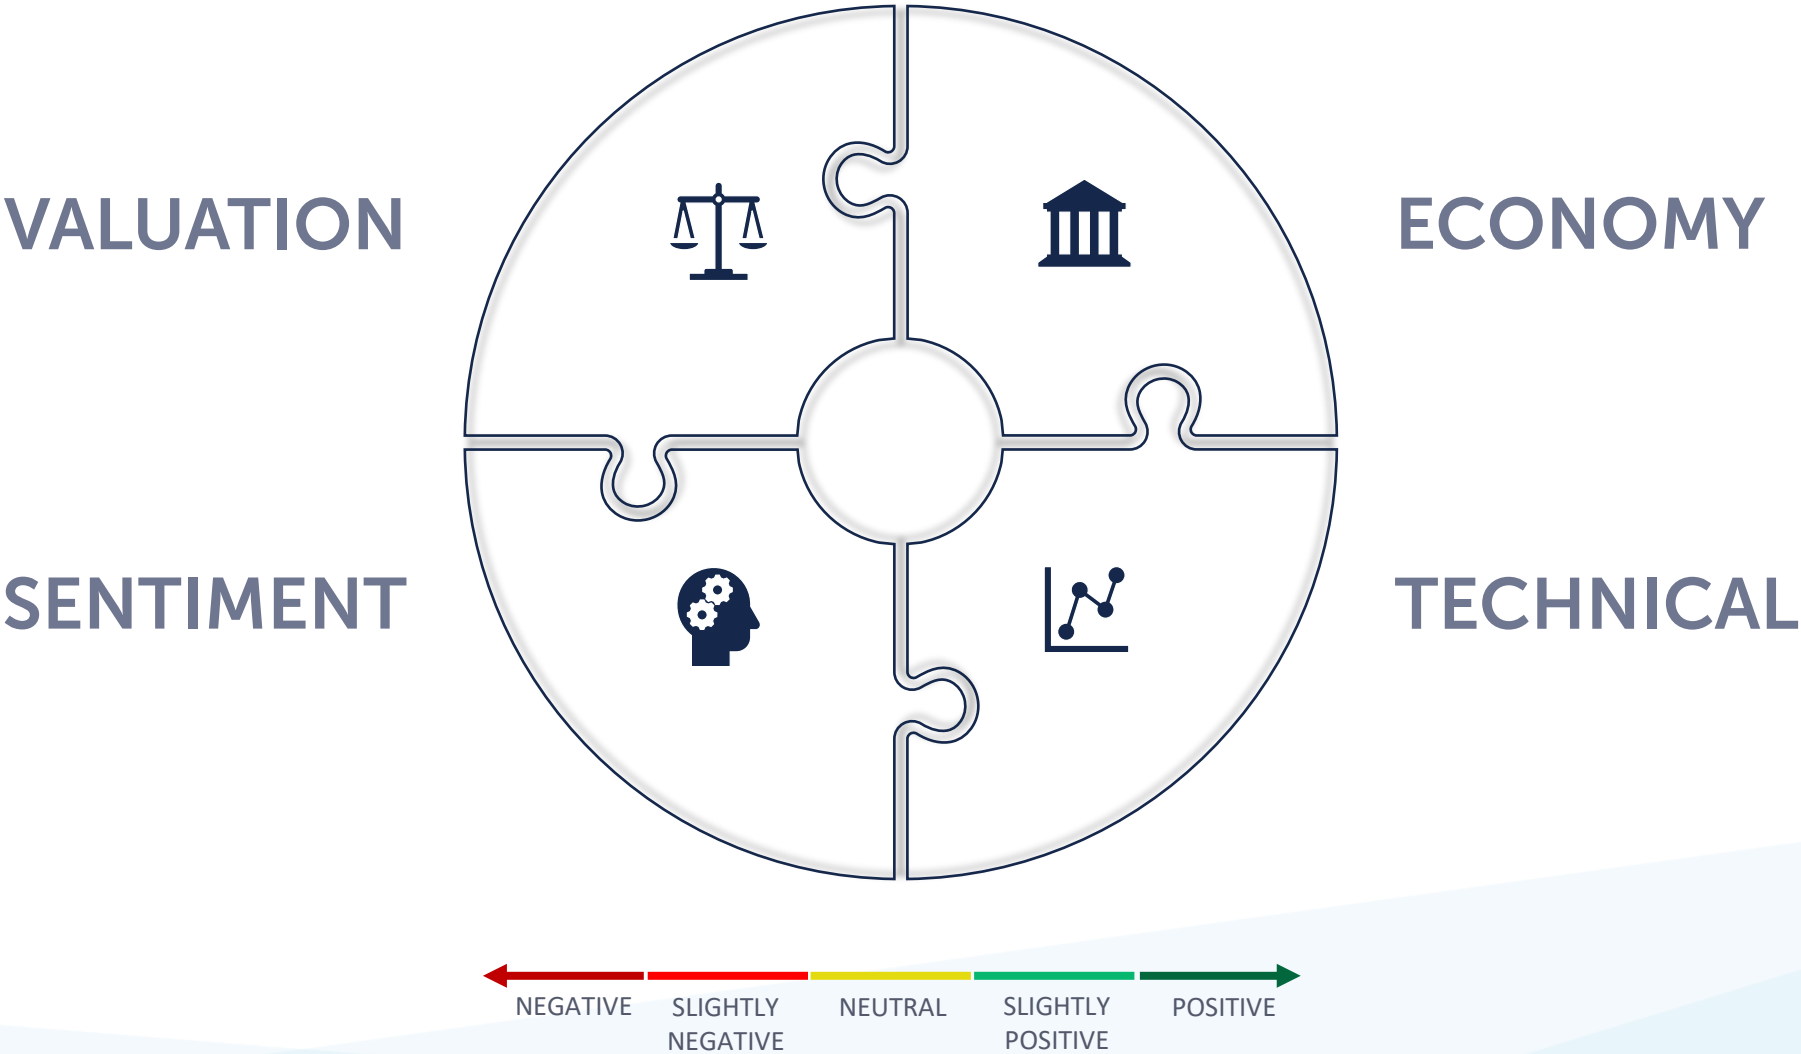 VALUATION
ECONOMY
SENTIMENT
TECHNICAL
NEGATIVE
SLIGHTLY
NEGATIVE
NEUTRAL
SLIGHTLY
POSITIVE
POSITIVE